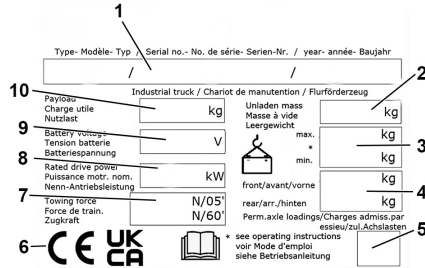 1
Type- Modèle- Typ / Serial no.- No. de série- Serien-Nr. / year- année- Baujahr
/ /
Industrial truck / Chariot de manutention / Flurförderzeug
10
Payload
Charge utile
Nutzlast
kg
Unladen mass
Masse à vide
Leergewicht
kg
2
9
Battery voltage
Tension batterie
Batteriespannung
V
max.
*
min.
kg
kg
3
8
Rated drive power
Puissance motr. nom.
Nenn-Antriebsleistung
kW
front/avant/vorne
rear/arr./hinten
kg
kg
4
7
Towing force
Force de train.
Zugkraft
N/05'
N/60'
Perm.axle loadings/Charges admiss.par
essieu/zul.Achslasten
6
CE
UK
CA
* see operating instructions
voir Mode d'emploi
siehe Betriebsanleitung
5